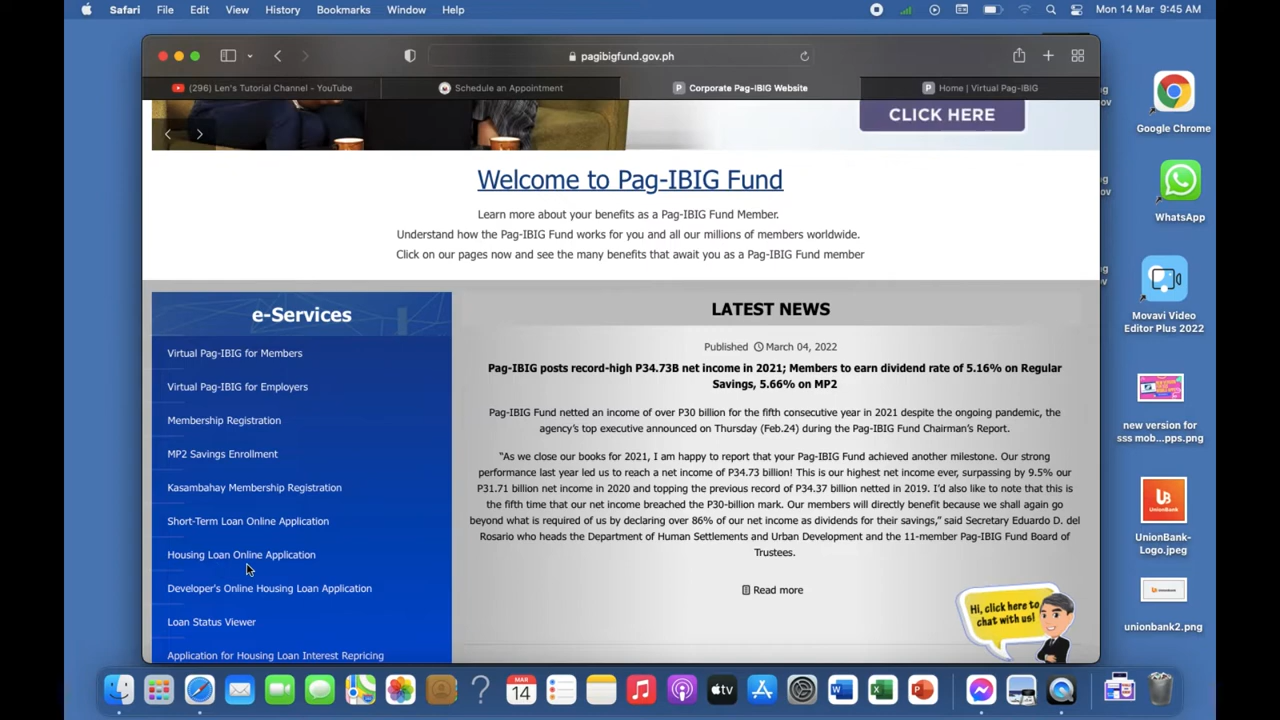 Safari File Edit View History Bookmarks Window Help Mon 14 Mar 9:45 AM
pagibigfund.gov.ph
(296) Len's Tutorial Channel - YouTube Schedule an Appointment Corporate Pag-IBIG Website Home | Virtual Pag-IBIG
CLICK HERE
Welcome to Pag-IBIG Fund
Learn more about your benefits as a Pag-IBIG Fund Member.
Understand how the Pag-IBIG Fund works for you and all our millions of members worldwide.
Click on our pages now and see the many benefits that await you as a Pag-IBIG Fund member
e-Services
Virtual Pag-IBIG for Members
Virtual Pag-IBIG for Employers
Membership Registration
MP2 Savings Enrollment
Kasambahay Membership Registration
Short-Term Loan Online Application
Housing Loan Online Application
Developer's Online Housing Loan Application
Loan Status Viewer
Application for Housing Loan Interest Repricing
LATEST NEWS
Published March 04, 2022
Pag-IBIG posts record-high P34.73B net income in 2021; Members to earn dividend rate of 5.16% on Regular
Savings, 5.66% on MP2
Pag-IBIG Fund netted an income of over P30 billion for the fifth consecutive year in 2021 despite the ongoing pandemic, the
agency's top executive announced on Thursday (Feb.24) during the Pag-IBIG Fund Chairman's Report.
"As we close our books for 2021, I am happy to report that your Pag-IBIG Fund achieved another milestone. Our strong
performance last year led us to reach a net income of P34.73 billion! This is our highest net income ever, surpassing by 9.5% our
P31.71 billion net income in 2020 and topping the previous record of P34.37 billion netted in 2019. I'd also like to note that this is
the fifth time that our net income breached the P30-billion mark. Our members will directly benefit because we shall again go
beyond what is required of us by declaring over 86% of our net income as dividends for their savings," said Secretary Eduardo D. del
Rosario who heads the Department of Human Settlements and Urban Development and the 11-member Pag-IBIG Fund Board of
Trustees.
Read more
Hi, click here to
chat with us!
Google Chrome
WhatsApp
Movavi Video
Editor Plus 2022
new version for
sss mob...pps.png
UnionBank
UnionBank-
Logo.jpeg
unionbank2.png
MAR
14
tv